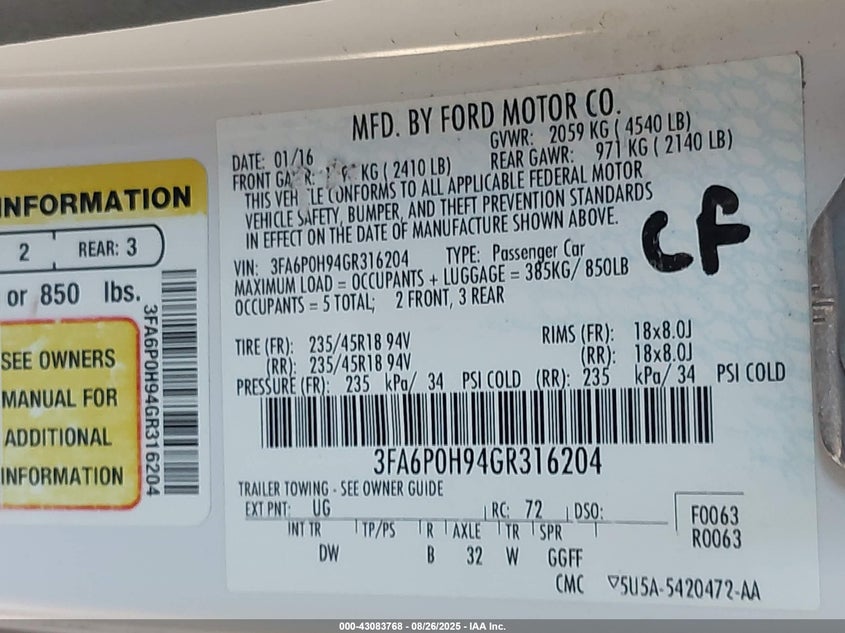 INFORMATION
2 REAR: 3
or 850 lbs.
SEE OWNERS
MANUAL FOR
ADDITIONAL
INFORMATION
3FA6P0H94GR316204
MFD. BY FORD MOTOR CO.
DATE: 01/16 GVWR: 2059 KG ( 4540 LB)
FRONT GA R: KG ( 2410 LB) REAR GAWR: 971 KG ( 2140 LB)
THIS VEH LE CONFORMS TO ALL APPLICABLE FEDERAL MOTOR
VEHICLE SAFETY, BUMPER, AND THEFT PREVENTION STANDARDS
IN EFFECT ON THE DATE OF MANUFACTURE SHOWN ABOVE.
CF
VIN: 3FA6P0H94GR316204 TYPE: Passenger Car
MAXIMUM LOAD = OCCUPANTS + LUGGAGE = 385KG/ 850LB
OCCUPANTS = 5 TOTAL; 2 FRONT, 3 REAR
TIRE (FR): 235/45R18 94V RIMS (FR): 18x8.0J
(RR): 235/45R18 94V (RR): 18x8.0J
PRESSURE (FR): 235 kPa/ 34 PSI COLD (RR): 235 kPa/ 34 PSI COLD
3FA6P0H94GR316204
TRAILER TOWING - SEE OWNER GUIDE
EXT PNT: UG RC: 72 DSO: F0063
INT TR TP/PS R AXLE TR SPR R0063
DW B 32 W GGFF
CMC ▽5U5A-5420472-AA
000-43083768 - 08/26/2025 - IAA Inc.